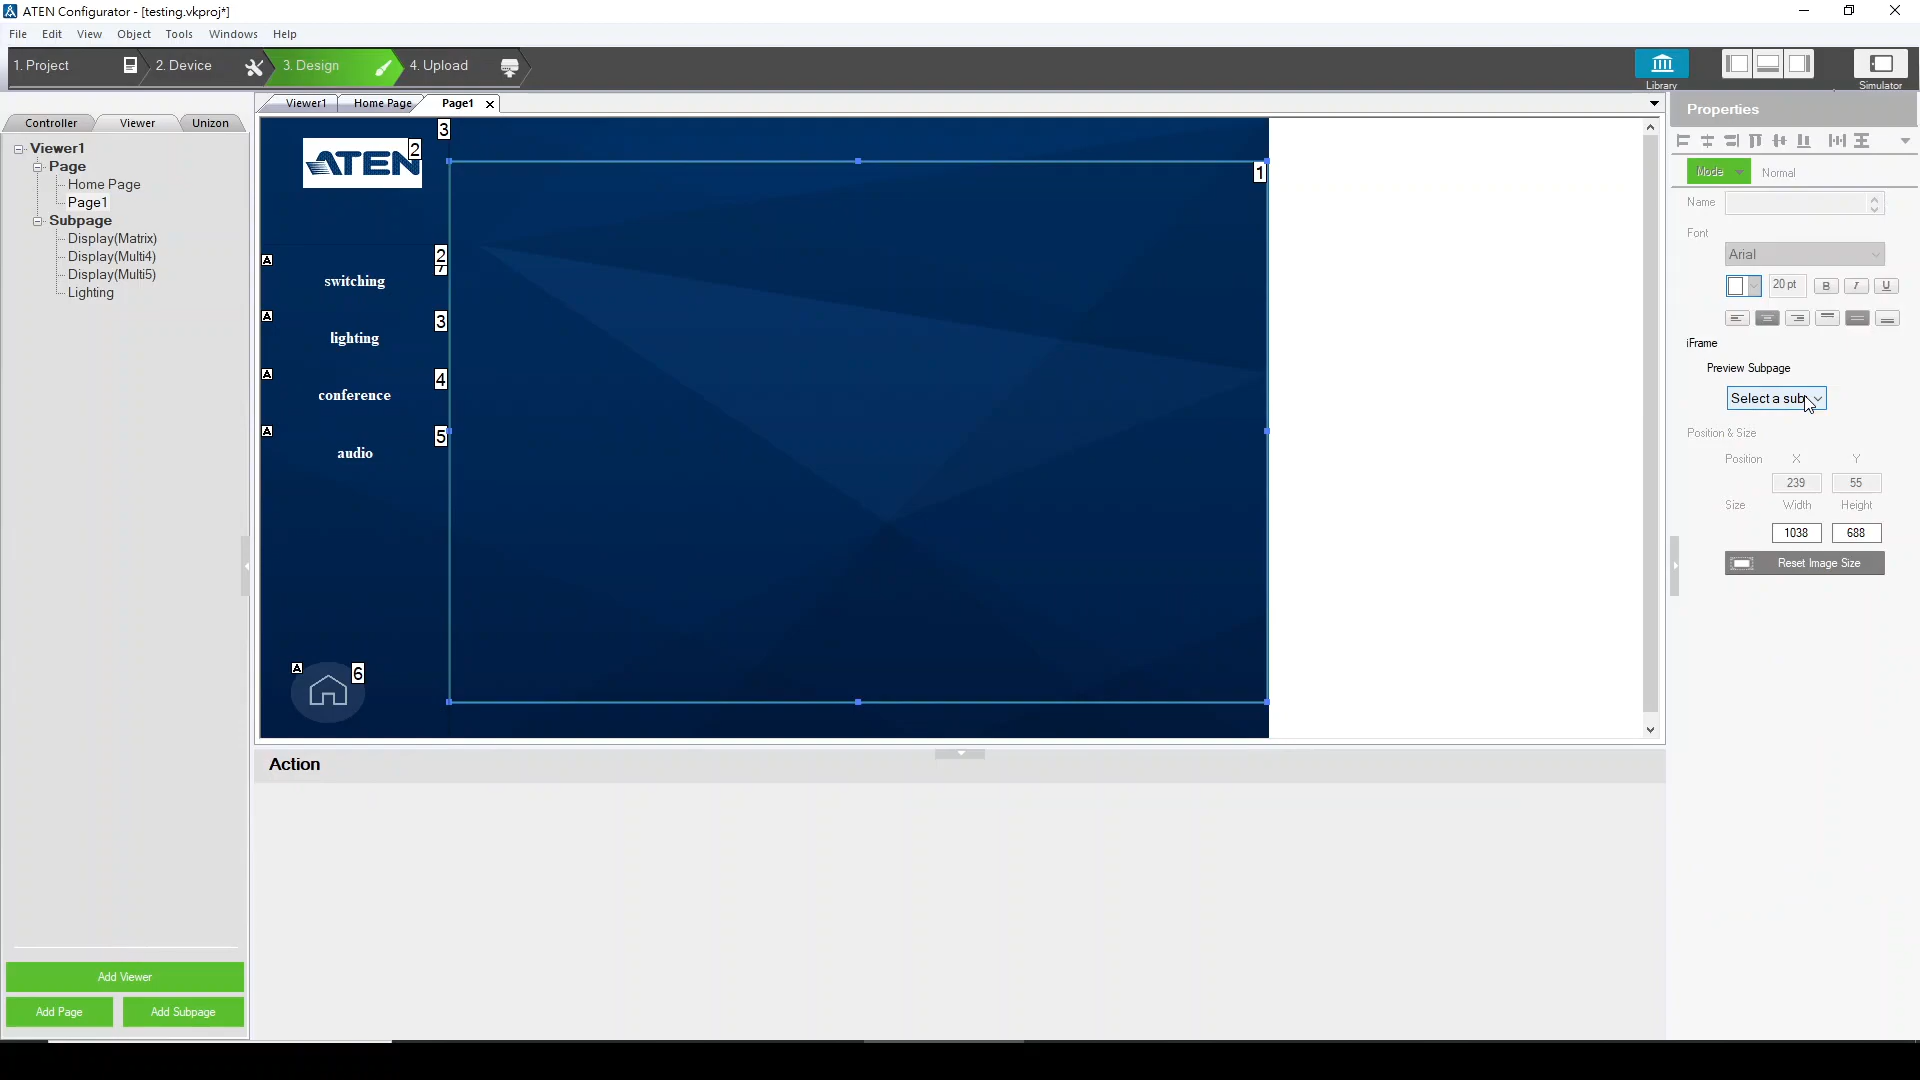 ATEN Configurator - [testing.vkproj*]
File Edit View Object Tools Windows Help
1. Project 2. Device 3. Design 4. Upload
Library Simulator
Controller Viewer Unizon
Viewer1 Home Page Page1
Properties
Viewer1
Page
Home Page
Page1
Subpage
Display(Matrix)
Display(Multi4)
Display(Multi5)
Lighting
Add Viewer
Add Page Add Subpage
3
ATEN 2
1
A 2
7
switching
A 3
lighting
A 4
conference
A 5
audio
A 6
Action
Mode Normal
Name
Font
Arial
20 pt B I U
iFrame
Preview Subpage
Select a sub
Position & Size
Position X Y
239 55
Size Width Height
1038 688
Reset Image Size